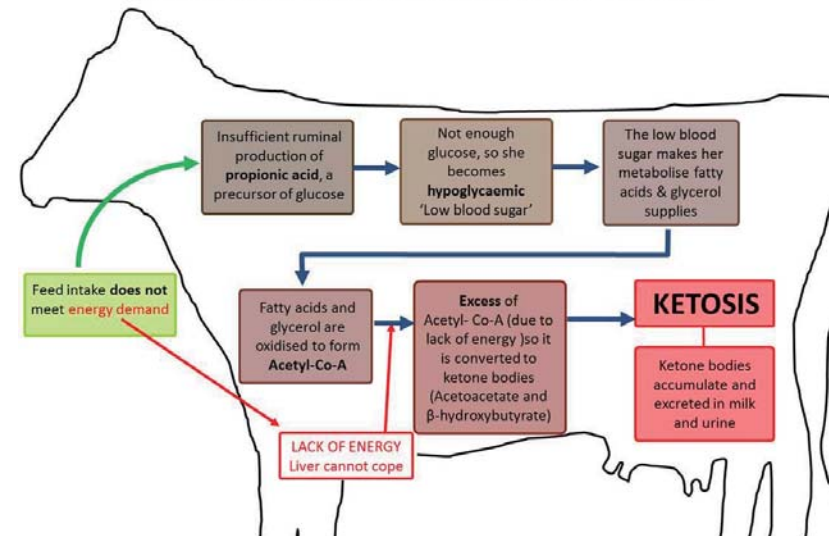 Insufficient ruminal
production of
propionic acid, a
precursor of glucose
Not enough
glucose, so she
becomes
hypoglycaemic
‘Low blood sugar’
The low blood
sugar makes her
metabolise fatty
acids & glycerol
supplies
Feed intake does not
meet energy demand
Fatty acids and
glycerol are
oxidised to form
Acetyl-Co-A
Excess of
Acetyl- Co-A (due to
lack of energy )so it
is converted to
ketone bodies
(Acetoacetate and
β-hydroxybutyrate)
KETOSIS
Ketone bodies
accumulate and
excreted in milk
and urine
LACK OF ENERGY
Liver cannot cope